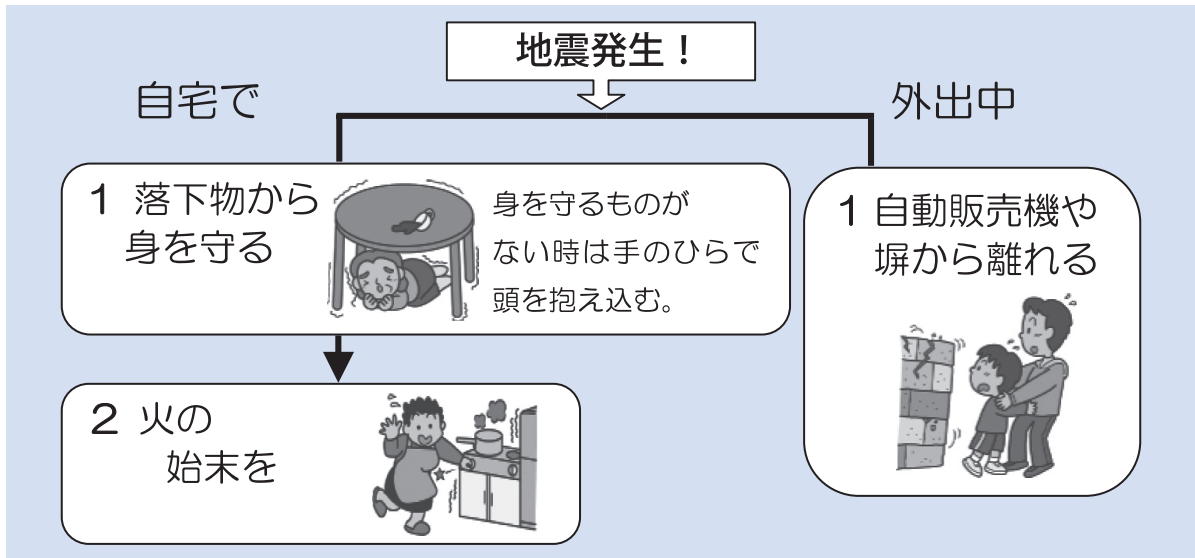 地震発生！
自宅で
1 落下物から
身を守る
身を守るものが
ない時は手のひらで
頭を抱え込む。
2 火の
始末を
外出中
1 自動販売機や
塀から離れる